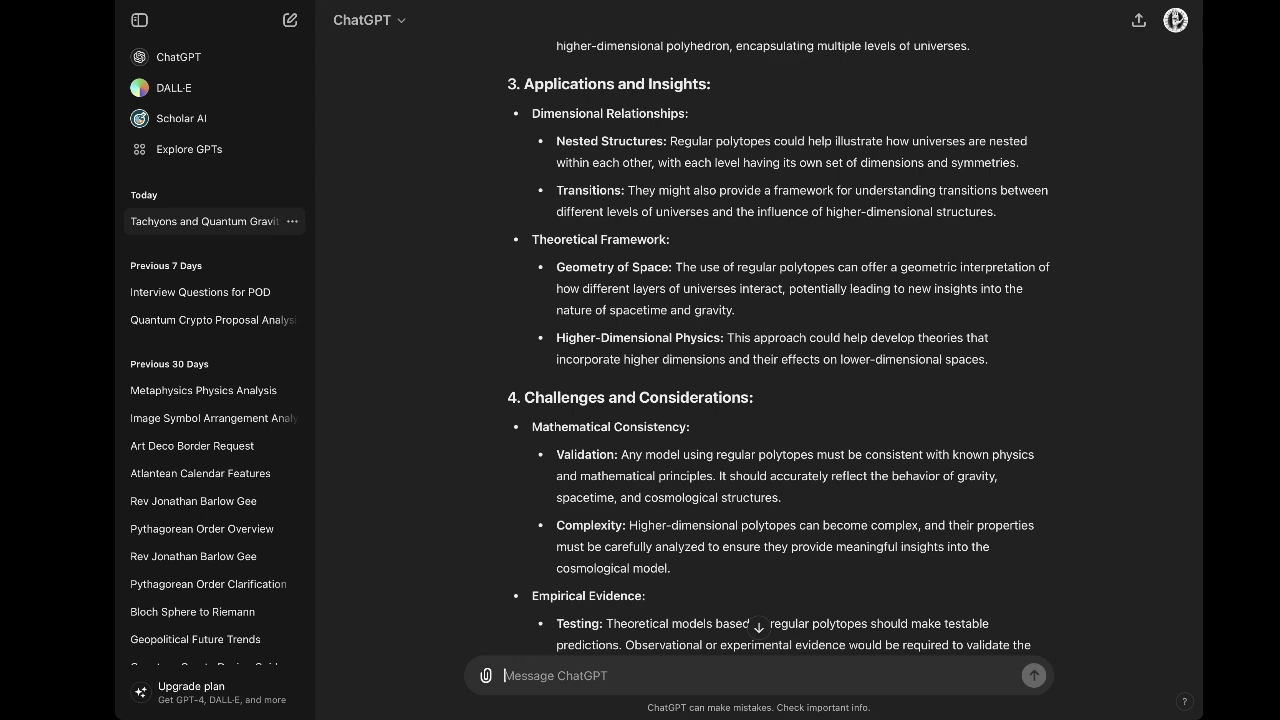 ChatGPT
ChatGPT
DALL·E
Scholar AI
Explore GPTs
Today
Tachyons and Quantum Gravit
Previous 7 Days
Interview Questions for POD
Quantum Crypto Proposal Analysi
Previous 30 Days
Metaphysics Physics Analysis
Image Symbol Arrangement Analy
Art Deco Border Request
Atlantean Calendar Features
Rev Jonathan Barlow Gee
Pythagorean Order Overview
Rev Jonathan Barlow Gee
Pythagorean Order Clarification
Bloch Sphere to Riemann
Geopolitical Future Trends
Upgrade plan
Get GPT-4, DALL·E, and more
higher-dimensional polyhedron, encapsulating multiple levels of universes.
3. Applications and Insights:
• Dimensional Relationships:
• Nested Structures: Regular polytopes could help illustrate how universes are nested
within each other, with each level having its own set of dimensions and symmetries.
• Transitions: They might also provide a framework for understanding transitions between
different levels of universes and the influence of higher-dimensional structures.
• Theoretical Framework:
• Geometry of Space: The use of regular polytopes can offer a geometric interpretation of
how different layers of universes interact, potentially leading to new insights into the
nature of spacetime and gravity.
• Higher-Dimensional Physics: This approach could help develop theories that
incorporate higher dimensions and their effects on lower-dimensional spaces.
4. Challenges and Considerations:
• Mathematical Consistency:
• Validation: Any model using regular polytopes must be consistent with known physics
and mathematical principles. It should accurately reflect the behavior of gravity,
spacetime, and cosmological structures.
• Complexity: Higher-dimensional polytopes can become complex, and their properties
must be carefully analyzed to ensure they provide meaningful insights into the
cosmological model.
• Empirical Evidence:
• Testing: Theoretical models based regular polytopes should make testable
predictions. Observational or experimental evidence would be required to validate the
Message ChatGPT
ChatGPT can make mistakes. Check important info.
?